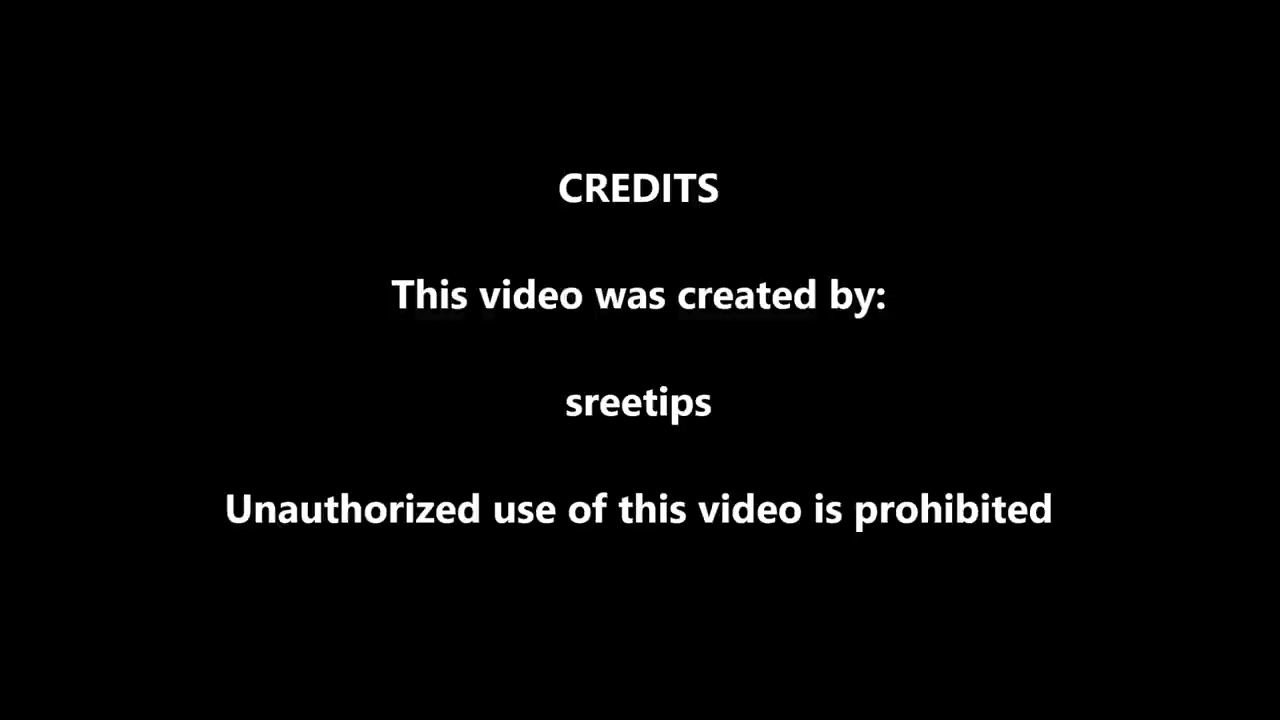 CREDITS
This video was created by:
sreetips
Unauthorized use of this video is prohibited